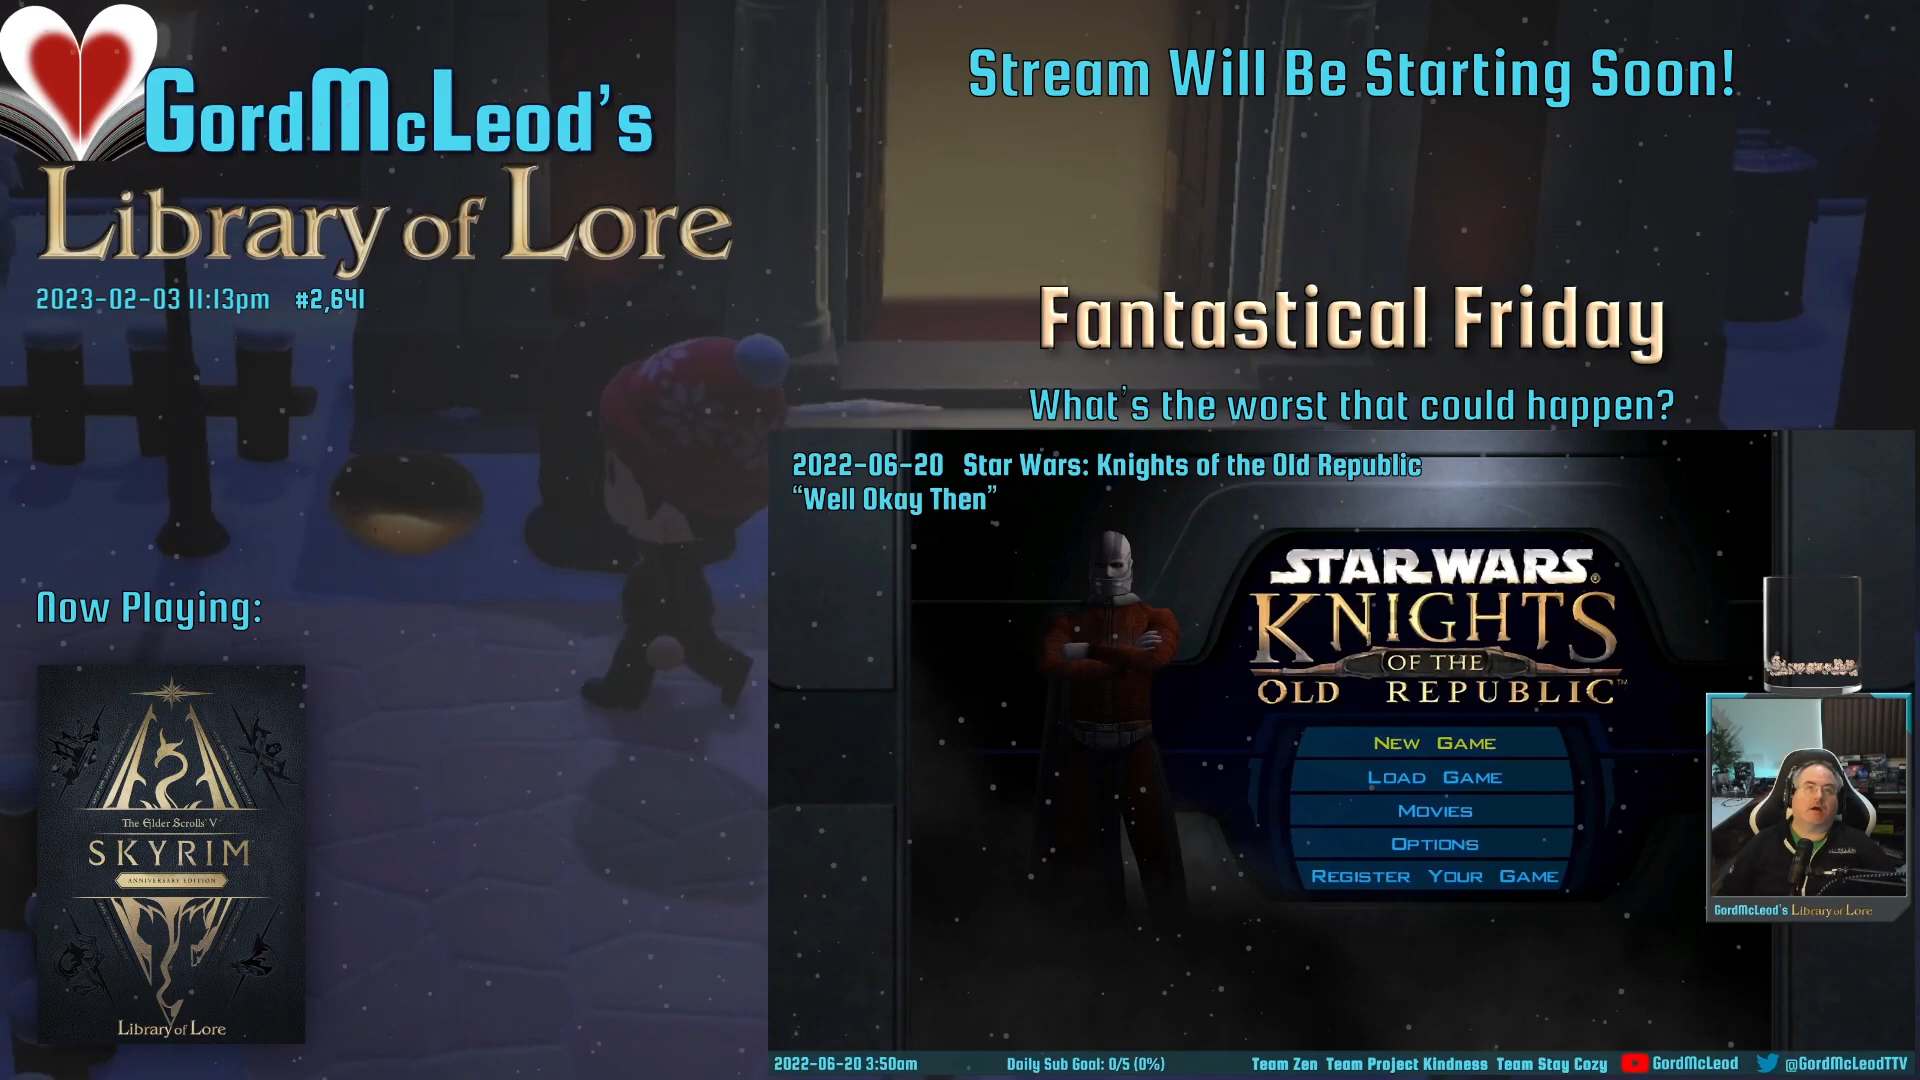 GordMcLeod's
Library of Lore
2023-02-03 11:13pm #2,641
Stream Will Be Starting Soon!
Fantastical Friday
What's the worst that could happen?
Now Playing:
The Elder Scrolls V
SKYRIM
ANNIVERSARY EDITION
Library of Lore
2022-06-20 Star Wars: Knights of the Old Republic
“Well Okay Then”
STAR WARS®
KNIGHTS
OF THE
OLD REPUBLIC™
NEW GAME
LOAD GAME
MOVIES
OPTIONS
REGISTER YOUR GAME
GordMcLeod's Library of Lore
2022-06-20 3:50am Daily Sub Goal: 0/5 (0%) Team Zen Team Project Kindness Team Stay Cozy GordMcLeod @GordMcLeodTTV